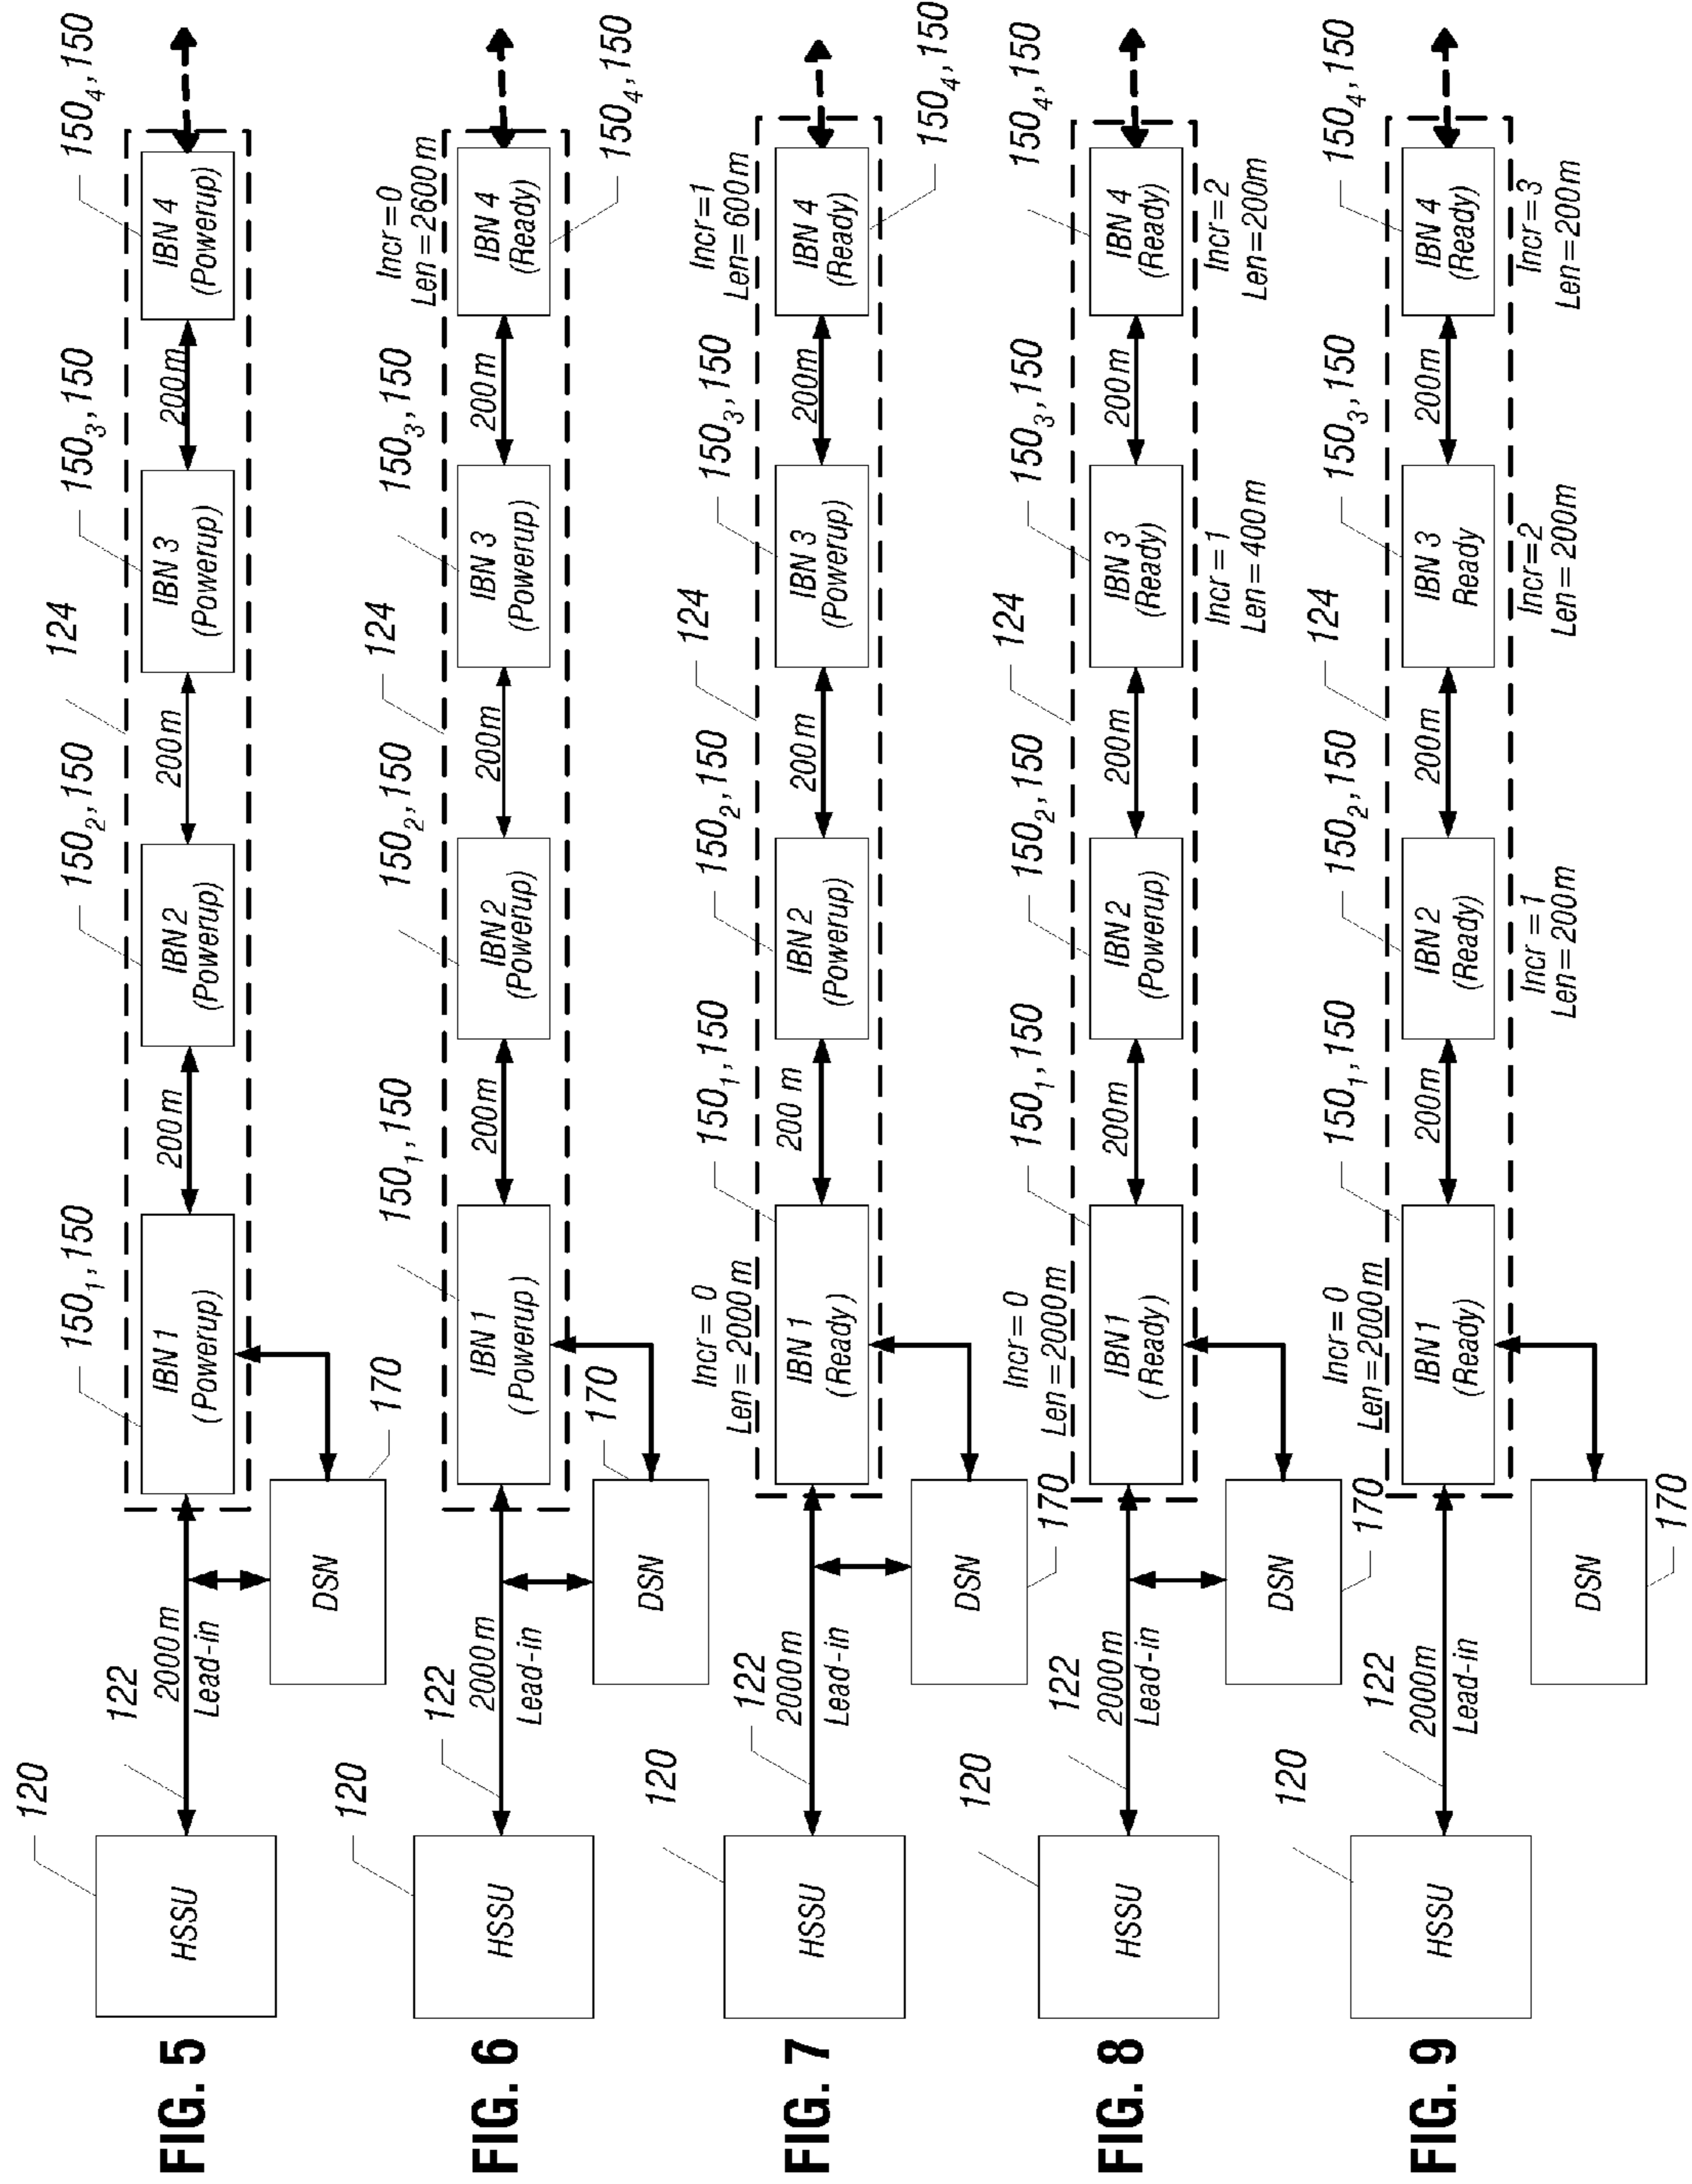 FIG. 5
HSSU
120
122
2000m
Lead-in
DSN
170
IBN 1
(Powerup)
150₁,150
200m
IBN 2
(Powerup)
150₂,150
200m
124
IBN 3
(Powerup)
150₃,150
200m
IBN 4
(Powerup)
150₄,150
FIG. 6
HSSU
120
122
2000m
Lead-in
DSN
170
IBN 1
(Powerup)
150₁,150
200m
IBN 2
(Powerup)
150₂,150
200m
124
IBN 3
(Powerup)
150₃,150
200m
Incr=0
Len=2600m
IBN 4
(Ready)
150₄,150
FIG. 7
HSSU
120
122
2000m
Lead-in
DSN
170
Incr=0
Len=2000m
IBN 1
(Ready)
150₁,150
200 m
IBN 2
(Powerup)
150₂,150
200m
124
IBN 3
(Powerup)
150₃,150
200m
Incr=1
Len=600m
IBN 4
(Ready)
150₄,150
FIG. 8
HSSU
120
122
2000m
Lead-in
DSN
170
Incr=0
Len=2000m
IBN 1
(Ready)
150₁,150
200m
IBN 2
(Powerup)
150₂,150
200m
124
IBN 3
(Ready)
Incr=1
Len=400m
150₃,150
200m
IBN 4
(Ready)
Incr=2
Len=200m
150₄,150
FIG. 9
HSSU
120
122
2000m
Lead-in
DSN
170
Incr=0
Len=2000m
IBN 1
(Ready)
150₁,150
200m
IBN 2
(Ready)
Incr=1
Len=200m
150₂,150
200m
124
IBN 3
Ready
Incr=2
Len=200m
150₃,150
200m
IBN 4
(Ready)
Incr=3
Len=200m
150₄,150